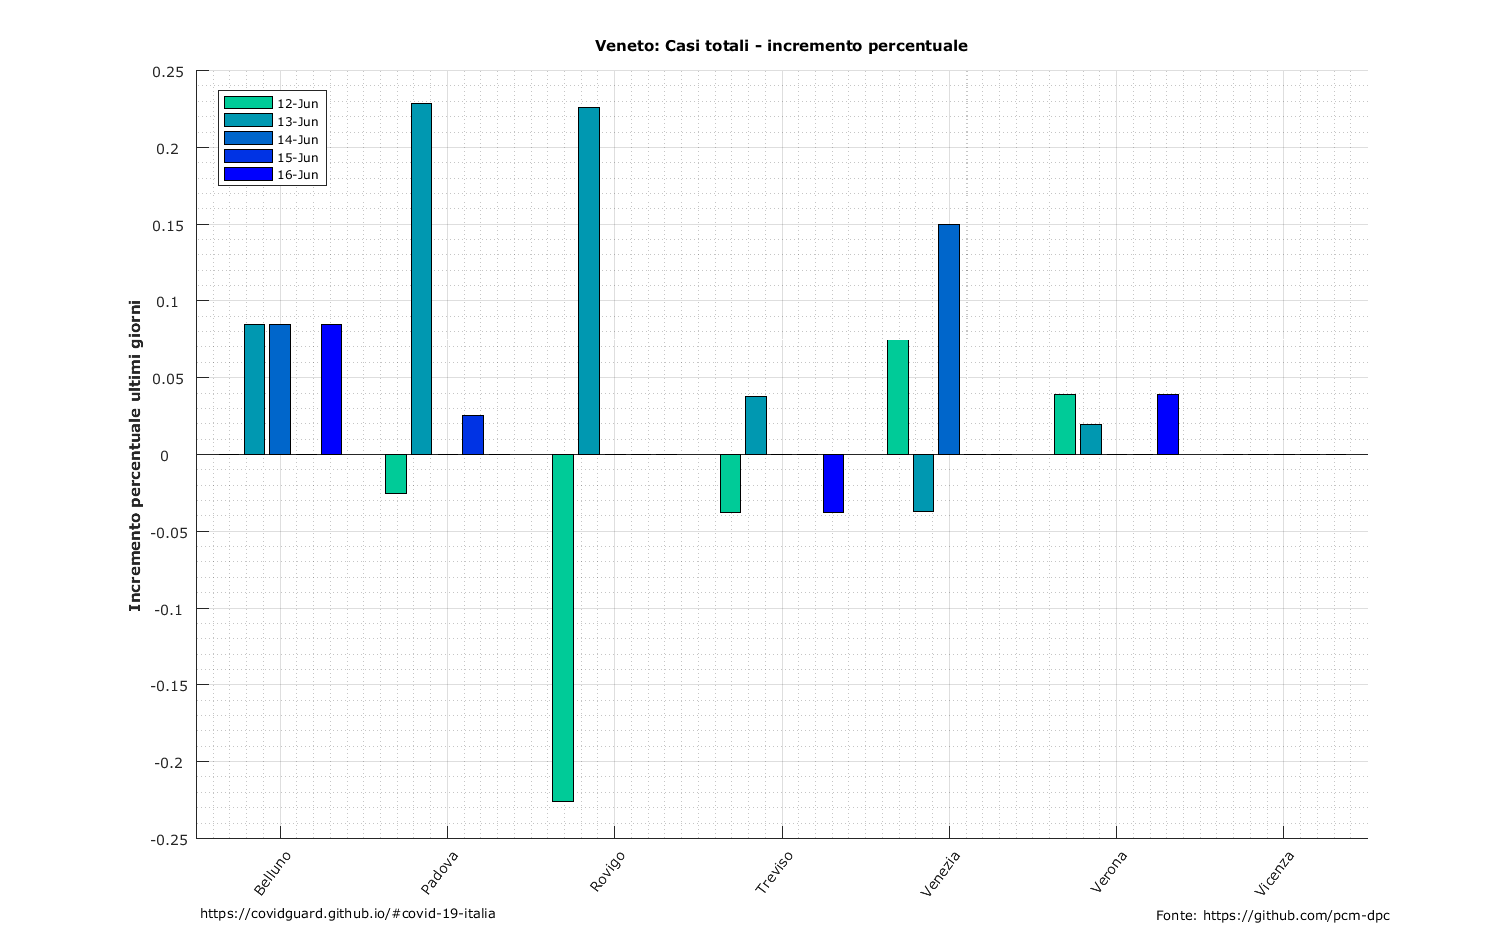 Veneto: Casi totali - incremento percentuale
0.25
0.2
0.15
0.1
0.05
0
-0.05
-0.1
-0.15
-0.2
-0.25
Incremento percentuale ultimi giorni
12-Jun
13-Jun
14-Jun
15-Jun
16-Jun
Belluno
Padova
Rovigo
Treviso
Venezia
Verona
Vicenza
https://covidguard.github.io/#covid-19-italia
Fonte: https://github.com/pcm-dpc